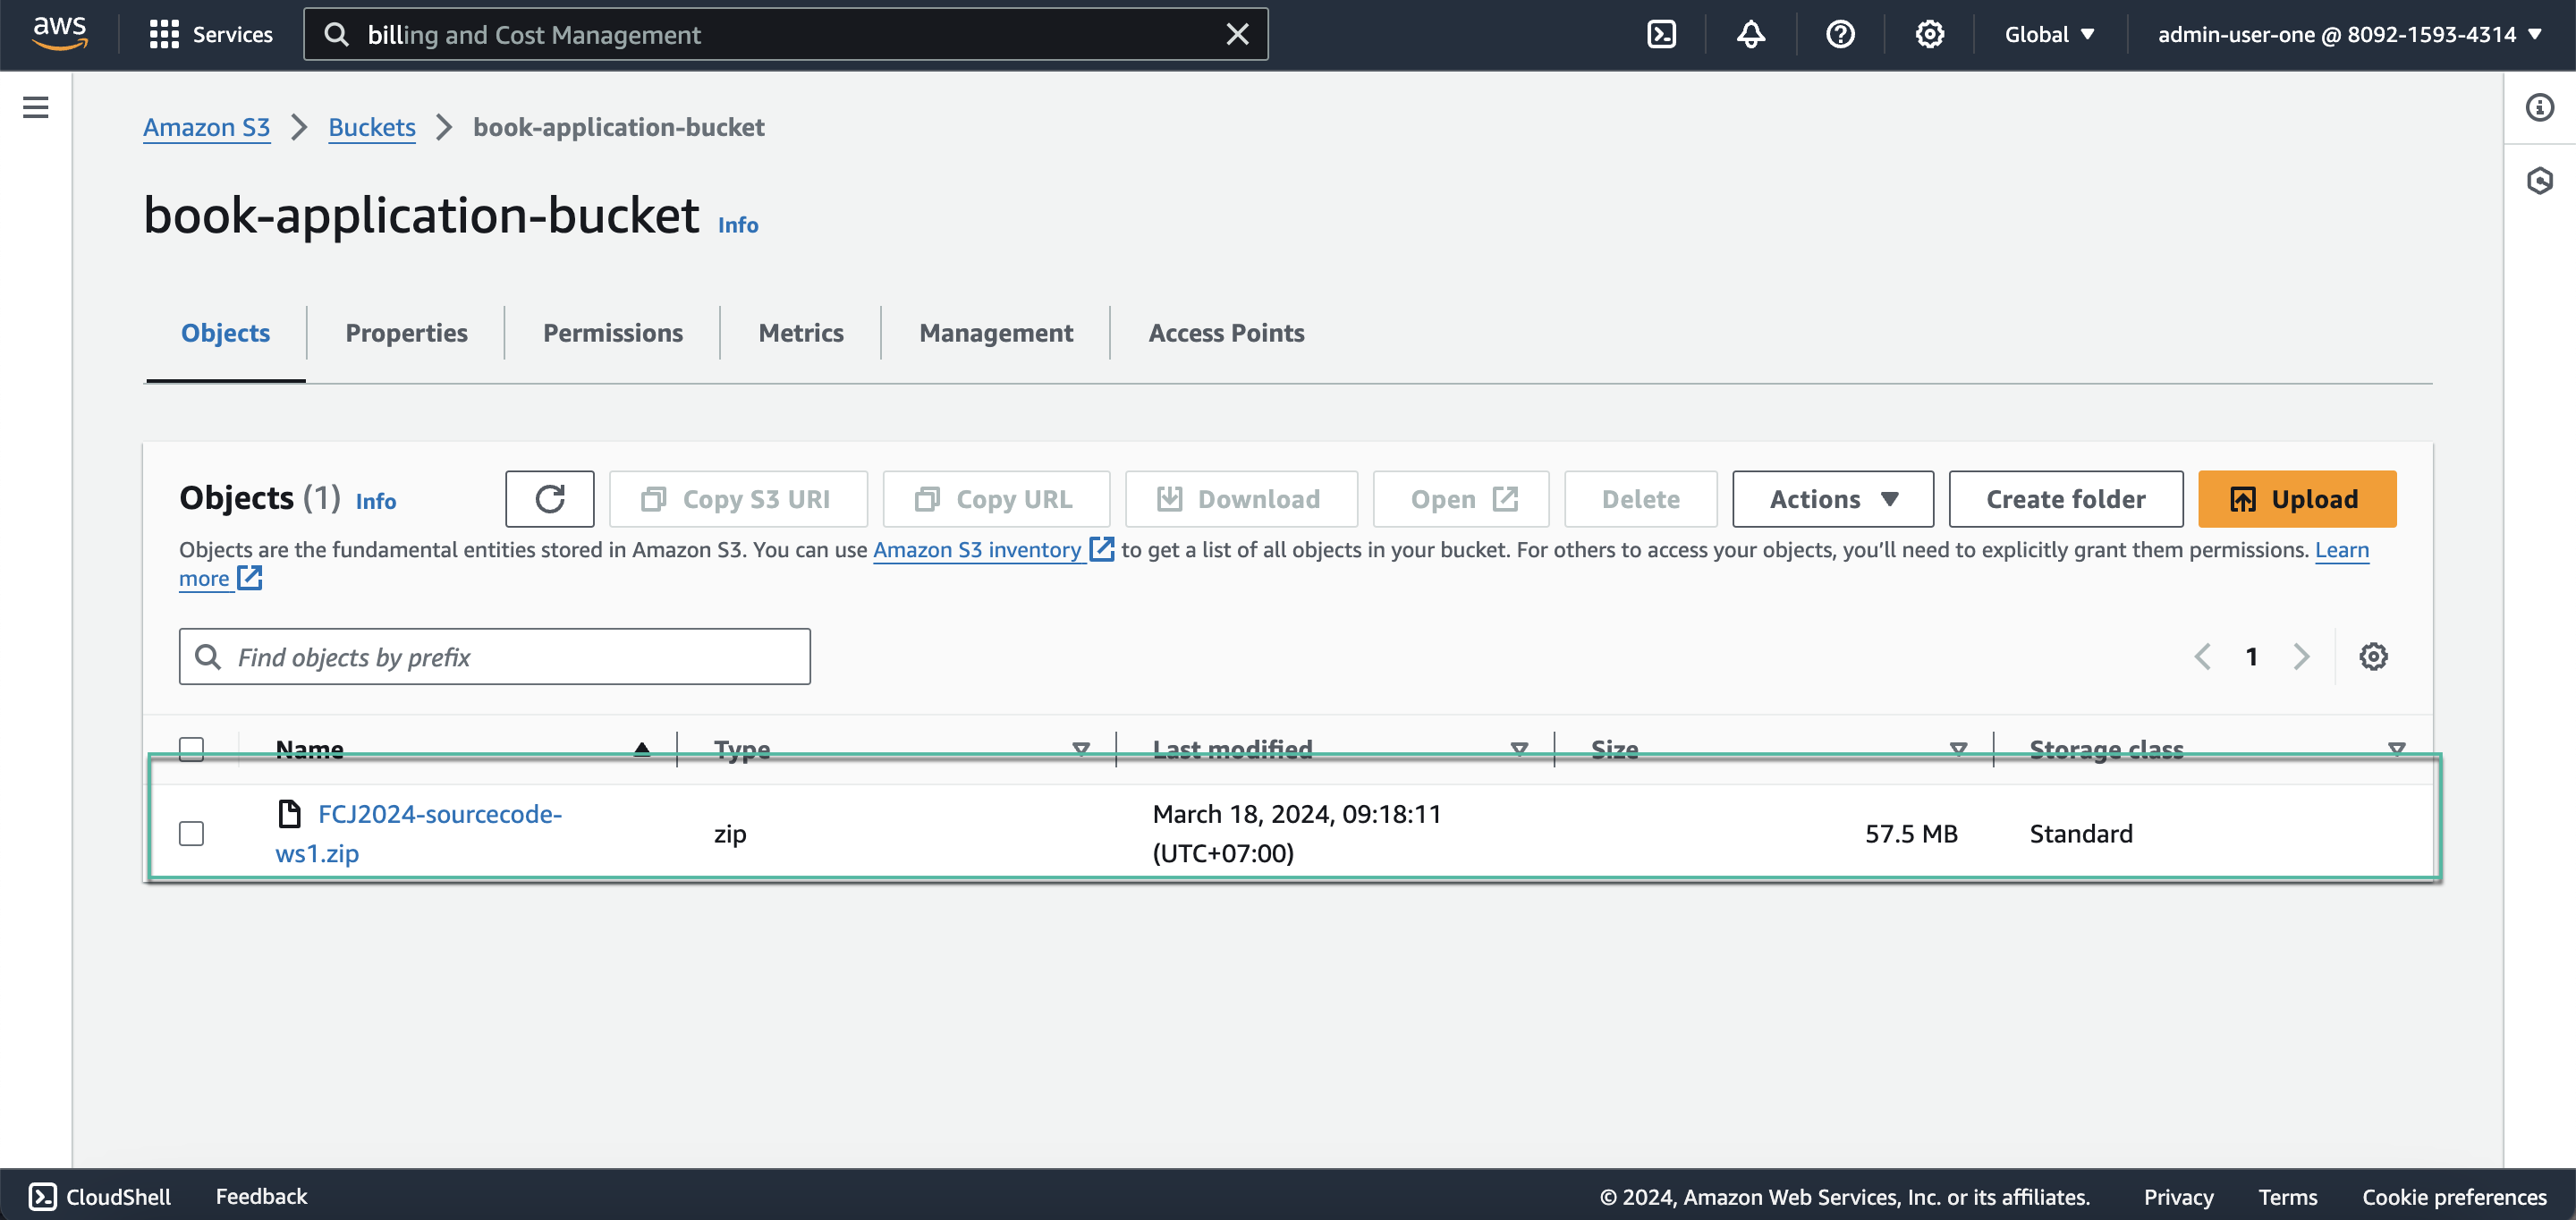 aws Services billing and Cost Management Global admin-user-one @ 8092-1593-4314
Amazon S3 Buckets book-application-bucket
book-application-bucket Info
Objects Properties Permissions Metrics Management Access Points
Objects (1) Info Copy S3 URI Copy URL Download Open Delete Actions Create folder Upload
Objects are the fundamental entities stored in Amazon S3. You can use Amazon S3 inventory to get a list of all objects in your bucket. For others to access your objects, you’ll need to explicitly grant them permissions. Learn
more
Find objects by prefix 1
Name Type Last modified Size Storage class
FCJ2024-sourcecode-
ws1.zip
zip
March 18, 2024, 09:18:11
(UTC+07:00)
57.5 MB
Standard
CloudShell Feedback © 2024, Amazon Web Services, Inc. or its affiliates. Privacy Terms Cookie preferences